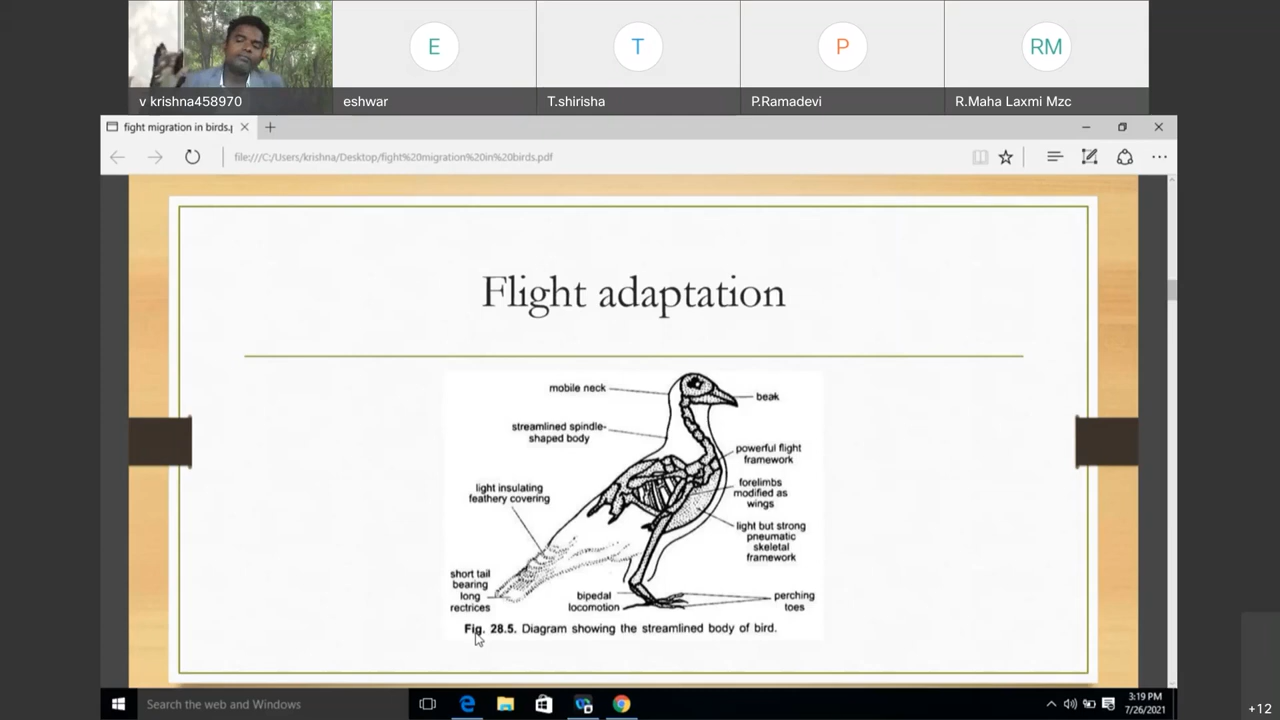 E
T
P
RM
v krishna458970
eshwar
T.shirisha
P.Ramadevi
R.Maha Laxmi Mzc
fight migration in birds.p
file:///C:/Users/krishna/Desktop/fight%20migration%20in%20birds.pdf
Flight adaptation
mobile neck
beak
streamlined spindle-
shaped body
powerful flight
framework
light insulating
feathery covering
forelimbs
modified as
wings
light but strong
pneumatic
skeletal
framework
short tail
bearing
long
rectrices
bipedal
locomotion
perching
toes
Fig. 28.5. Diagram showing the streamlined body of bird.
Search the web and Windows
3:19 PM
7/26/2021
+12